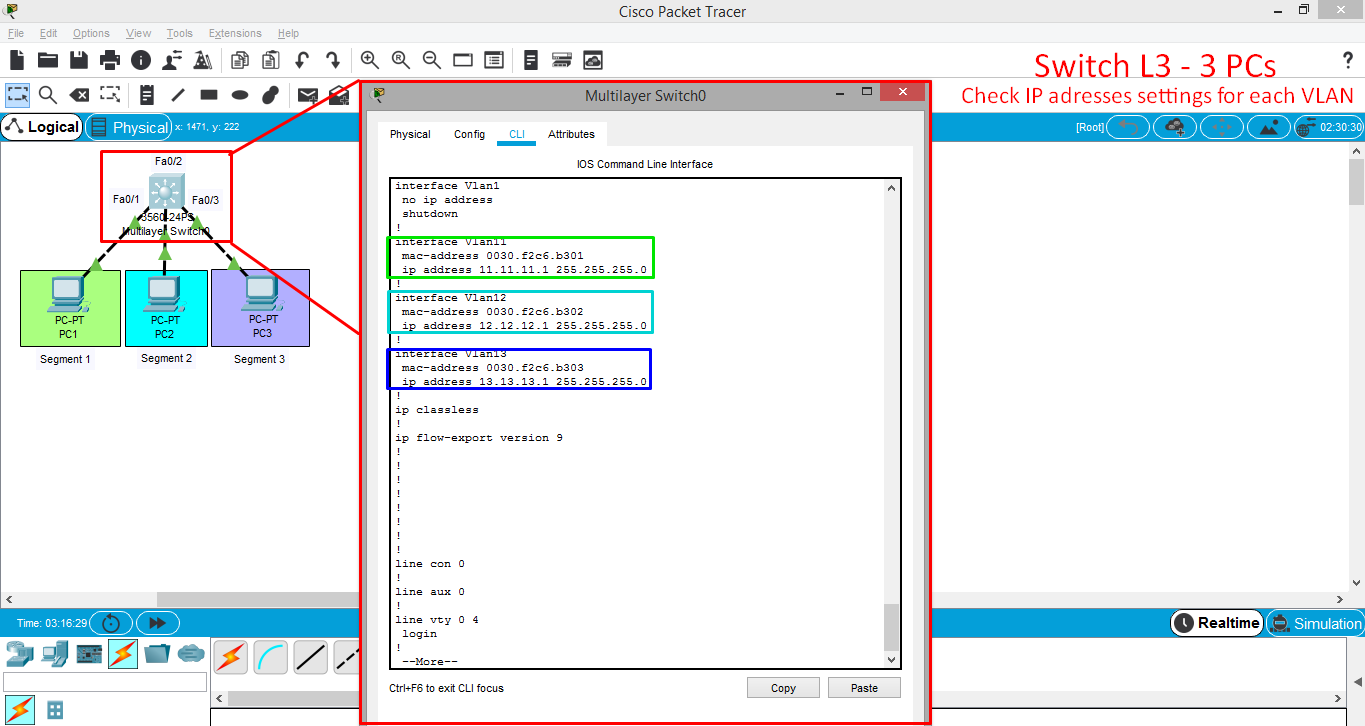 Cisco Packet Tracer
File Edit Options View Tools Extensions Help
Switch L3 - 3 PCs
Check IP adresses settings for each VLAN
Logical
Physical
x: 1471, y: 222
[Root]
02:30:30
Fa0/2
Fa0/1
Fa0/3
3560-24PS
Multilayer Switch0
PC-PT
PC1
PC-PT
PC2
PC-PT
PC3
Segment 1
Segment 2
Segment 3
Multilayer Switch0
Physical Config CLI Attributes
IOS Command Line Interface
interface Vlan1
no ip address
shutdown
!
interface Vlan11
mac-address 0030.f2c6.b301
ip address 11.11.11.1 255.255.255.0
!
interface Vlan12
mac-address 0030.f2c6.b302
ip address 12.12.12.1 255.255.255.0
!
interface Vlan13
mac-address 0030.f2c6.b303
ip address 13.13.13.1 255.255.255.0
!
ip classless
!
ip flow-export version 9
!
!
!
!
!
!
!
!
line con 0
!
line aux 0
!
line vty 0 4
login
!
--More--
Ctrl+F6 to exit CLI focus
Copy
Paste
Time: 03:16:29
Realtime
Simulation